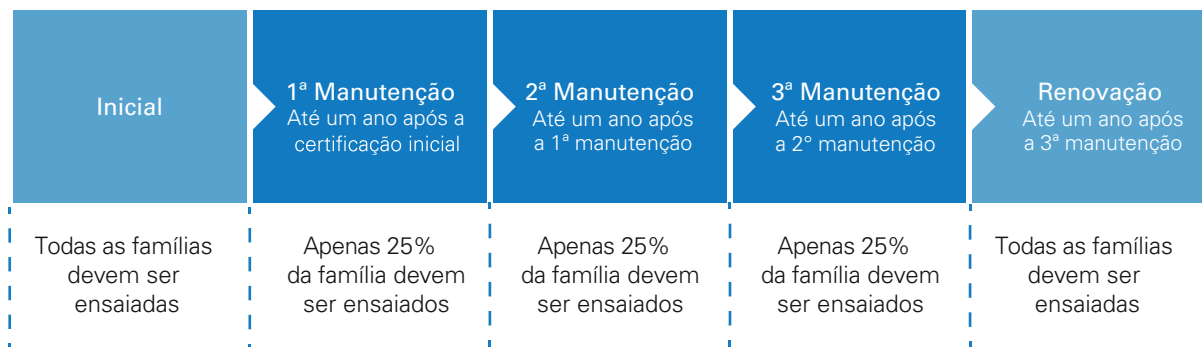 Inicial
1ª Manutenção
Até um ano após a
certificação inicial
2ª Manutenção
Até um ano após
a 1ª manutenção
3ª Manutenção
Até um ano após
a 2° manutenção
Renovação
Até um ano após
a 3ª manutenção
Todas as famílias
devem ser
ensaiadas
Apenas 25%
da família devem
ser ensaiados
Apenas 25%
da família devem
ser ensaiados
Apenas 25%
da família devem
ser ensaiados
Todas as famílias
devem ser
ensaiadas